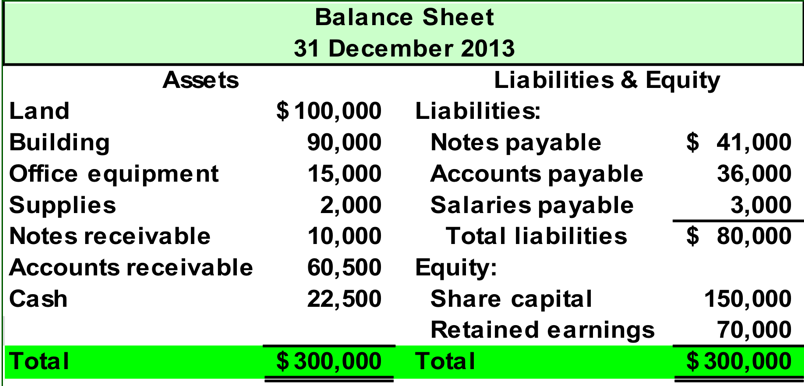 Balance Sheet
31 December 2013
Assets Liabilities & Equity
Land $ 100,000 Liabilities:
Building 90,000 Notes payable $ 41,000
Office equipment 15,000 Accounts payable 36,000
Supplies 2,000 Salaries payable 3,000
Notes receivable 10,000 Total liabilities $ 80,000
Accounts receivable 60,500 Equity:
Cash 22,500 Share capital 150,000
Retained earnings 70,000
Total $ 300,000 Total $ 300,000